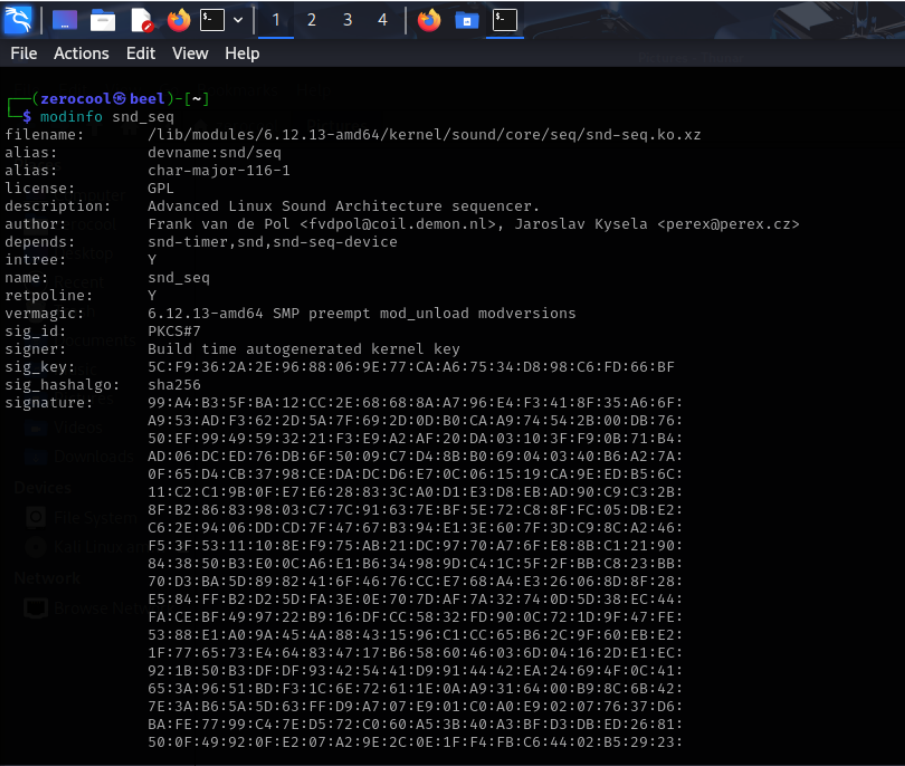 1 2 3 4
File Actions Edit View Help
(zerocool㉿beel)-[~]
$ modinfo snd_seq
filename: /lib/modules/6.12.13-amd64/kernel/sound/core/seq/snd-seq.ko.xz
alias: devname:snd/seq
alias: char-major-116-1
license: GPL
description: Advanced Linux Sound Architecture sequencer.
author: Frank van de Pol <fvdpol@coil.demon.nl>, Jaroslav Kysela <perex@perex.cz>
depends: snd-timer,snd,snd-seq-device
intree: Y
name: snd_seq
retpoline: Y
vermagic: 6.12.13-amd64 SMP preempt mod_unload modversions
sig_id: PKCS#7
signer: Build time autogenerated kernel key
sig_key: 5C:F9:36:2A:2E:96:88:06:9E:77:CA:A6:75:34:D8:98:C6:FD:66:BF
sig_hashalgo: sha256
signature: 99:A4:B3:5F:BA:12:CC:2E:68:68:8A:A7:96:E4:F3:41:8F:35:A6:6F:
A9:53:AD:F3:62:2D:5A:7F:69:2D:0D:B0:CA:A9:74:54:2B:00:DB:76:
50:EF:99:49:59:32:21:F3:E9:A2:AF:20:DA:03:10:3F:F9:0B:71:B4:
AD:06:DC:ED:76:DB:6F:50:09:C7:D4:8B:B0:69:04:03:40:B6:A2:7A:
0F:65:D4:CB:37:98:CE:DA:DC:D6:E7:0C:06:15:19:CA:9E:ED:B5:6C:
11:C2:C1:9B:0F:E7:E6:28:83:3C:A0:D1:E3:D8:EB:AD:90:C9:C3:2B:
8F:B2:86:83:98:03:C7:7C:91:63:7E:BF:5E:72:C8:8F:FC:05:DB:E2:
C6:2E:94:06:DD:CD:7F:47:67:B3:94:E1:3E:60:7F:3D:C9:8C:A2:46:
F5:3F:53:11:10:8E:F9:75:AB:21:DC:97:70:A7:6F:E8:8B:C1:21:90:
84:38:50:B3:E0:0C:A6:E1:B6:34:98:9D:C4:1C:5F:2F:BB:C8:23:BB:
70:D3:BA:5D:89:82:41:6F:46:76:CC:E7:68:A4:E3:26:06:8D:8F:28:
E5:84:FF:B2:D2:5D:FA:3E:0E:70:7D:AF:7A:32:74:0D:5D:38:EC:44:
FA:CE:BF:49:97:22:B9:16:DF:CC:58:32:FD:90:0C:72:1D:9F:47:FE:
53:88:E1:A0:9A:45:4A:88:43:15:96:C1:CC:65:B6:2C:9F:60:EB:E2:
1F:77:65:73:E4:64:83:47:17:B6:58:60:46:03:6D:04:16:2D:E1:EC:
92:1B:50:B3:DF:DF:93:42:54:41:D9:91:44:42:EA:24:69:4F:0C:41:
65:3A:96:51:BD:F3:1C:6E:72:61:1E:0A:A9:31:64:00:B9:8C:6B:42:
7E:3A:B6:5A:5D:63:FF:D9:A7:07:E9:01:C0:A0:E9:02:07:76:37:D6:
BA:FE:77:99:C4:7E:D5:72:C0:60:A5:3B:40:A3:BF:D3:DB:ED:26:81:
50:0F:49:92:0F:E2:07:A2:9E:2C:0E:1F:F4:FB:C6:44:02:B5:29:23:
Videos
Downloads
Devices
File System
Network